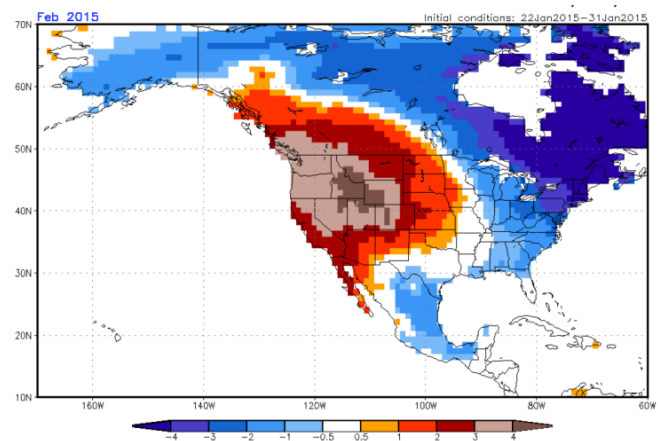 Feb 2015
Initial conditions: 22Jan2015–31Jan2015
70N
60N
50N
40N
30N
20N
10N
160W 140W 120W 100W 80W 60W
−4 −3 −2 −1 −0.5 0.5 1 2 3 4